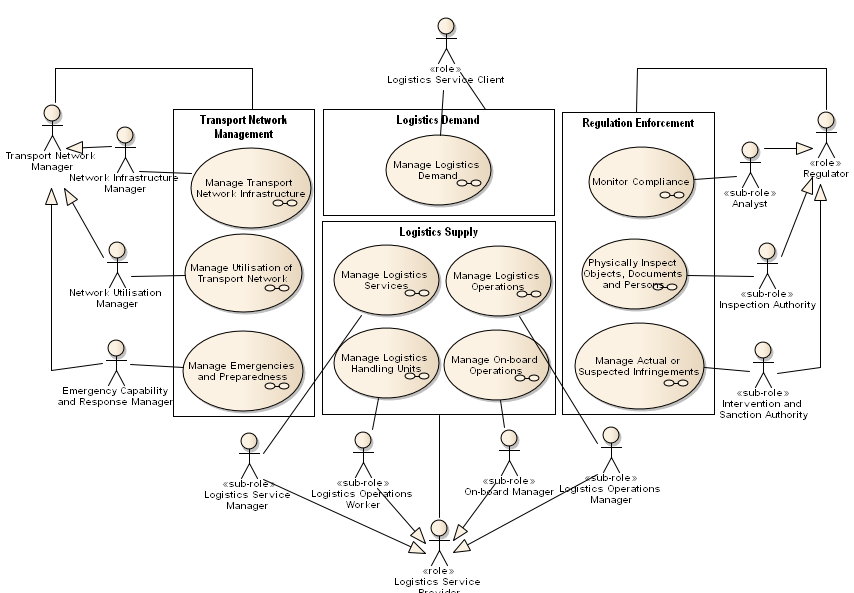 «role»
Logistics Service Client
Transport Network
Management
Logistics Demand
Regulation Enforcement
Transport Network
Manager
Network Infrastructure
Manager
Manage Transport
Network Infrastructure
Manage Logistics
Demand
Monitor Compliance
«sub-role»
Analyst
«role»
Regulator
Logistics Supply
Network Utilisation
Manager
Manage Utilisation of
Transport Network
Manage Logistics
Services
Manage Logistics
Operations
Physically Inspect
Objects, Documents
and Persons
«sub-role»
Inspection Authority
Emergency Capability
and Response Manager
Manage Emergencies
and Preparedness
Manage Logistics
Handling Units
Manage On-board
Operations
Manage Actual or
Suspected Infringements
«sub-role»
Intervention and
Sanction Authority
«sub-role»
Logistics Service
Manager
«sub-role»
Logistics Operations
Worker
«sub-role»
On-board Manager
«sub-role»
Logistics Operations
Manager
«role»
Logistics Service
Provider